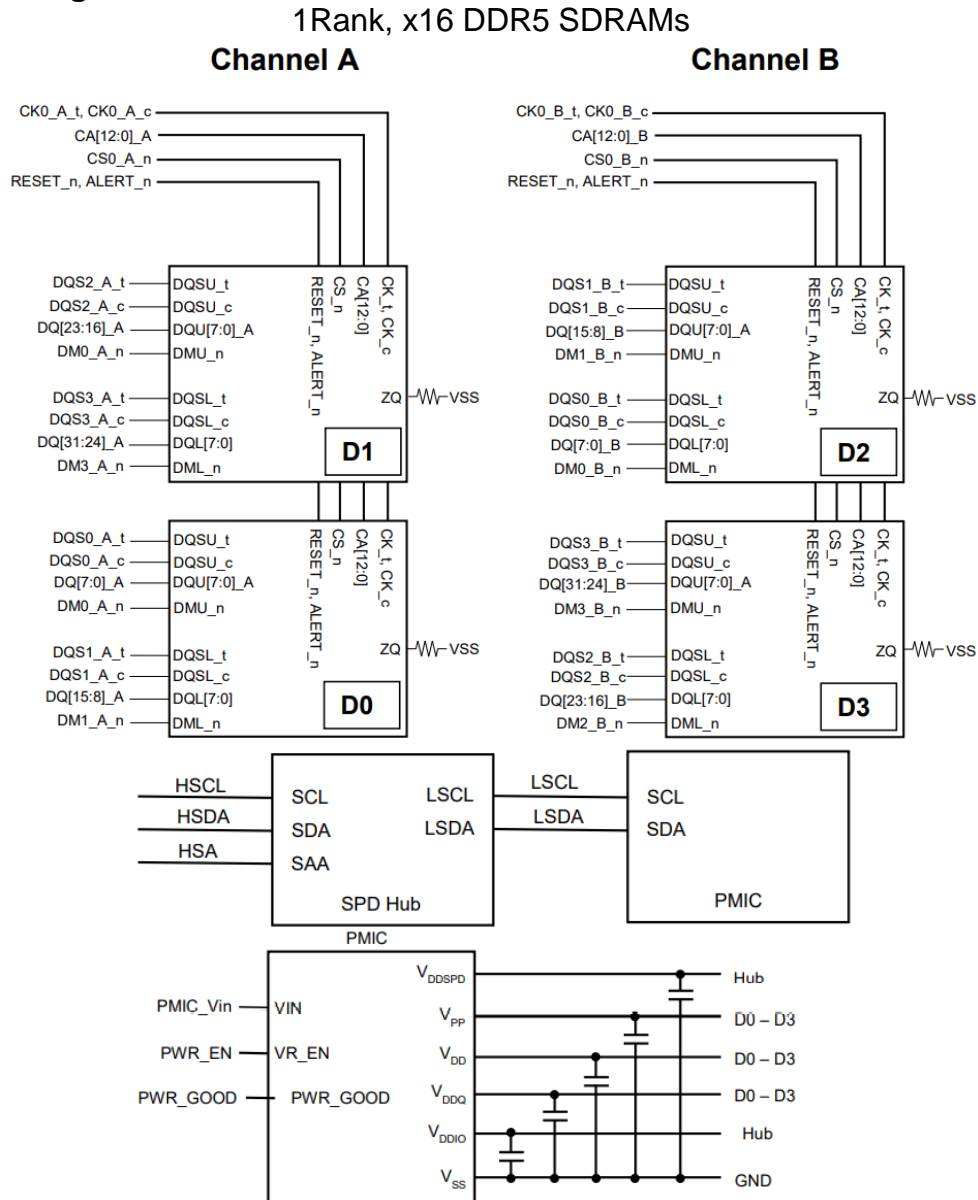 1Rank, x16 DDR5 SDRAMs
Channel A
CK0_A_t, CK0_A_c
CA[12:0]_A
CS0_A_n
RESET_n, ALERT_n
DQS2_A_t
DQS2_A_c
DQ[23:16]_A
DM0_A_n
DQS3_A_t
DQS3_A_c
DQ[31:24]_A
DM3_A_n
DQSU_t
DQSU_c
DQU[7:0]_A
DMU_n
DQSL_t
DQSL_c
DQL[7:0]
DML_n
RESET_n, ALERT_n
CS_n
CA[12:0]
CK_t, CK_c
ZQ
VSS
D1
DQS0_A_t
DQS0_A_c
DQ[7:0]_A
DM0_A_n
DQS1_A_t
DQS1_A_c
DQ[15:8]_A
DM1_A_n
DQSU_t
DQSU_c
DQU[7:0]_A
DMU_n
DQSL_t
DQSL_c
DQL[7:0]
DML_n
RESET_n, ALERT_n
CS_n
CA[12:0]
CK_t, CK_c
ZQ
VSS
D0
Channel B
CK0_B_t, CK0_B_c
CA[12:0]_B
CS0_B_n
RESET_n, ALERT_n
DQS1_B_t
DQS1_B_c
DQ[15:8]_B
DM1_B_n
DQS0_B_t
DQS0_B_c
DQ[7:0]_B
DM0_B_n
DQSU_t
DQSU_c
DQU[7:0]_A
DMU_n
DQSL_t
DQSL_c
DQL[7:0]
DML_n
RESET_n, ALERT_n
CS_n
CA[12:0]
CK_t, CK_c
ZQ
VSS
D2
DQS3_B_t
DQS3_B_c
DQ[31:24]_B
DM3_B_n
DQS2_B_t
DQS2_B_c
DQ[23:16]_B
DM2_B_n
DQSU_t
DQSU_c
DQU[7:0]_A
DMU_n
DQSL_t
DQSL_c
DQL[7:0]
DML_n
RESET_n, ALERT_n
CS_n
CA[12:0]
CK_t, CK_c
ZQ
VSS
D3
HSCL
HSDA
HSA
SCL
SDA
SAA
LSCL
LSDA
SPD Hub
LSCL
LSDA
SCL
SDA
PMIC
PMIC
PMIC_Vin
PWR_EN
PWR_GOOD
VIN
VR_EN
PWR_GOOD
VDDSPD
VPP
VDD
VDDQ
VDDIO
VSS
Hub
D0 – D3
D0 – D3
D0 – D3
Hub
GND